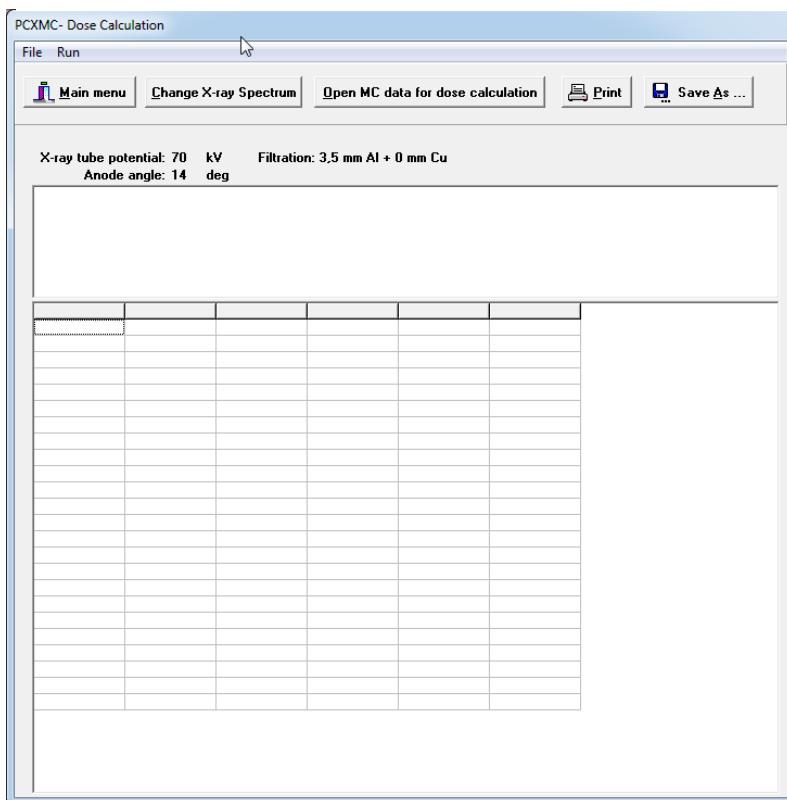 PCXMC- Dose Calculation
File Run
Main menu Change X-ray Spectrum Open MC data for dose calculation Print Save As ...
X-ray tube potential: 70 kV Filtration: 3,5 mm Al + 0 mm Cu
Anode angle: 14 deg